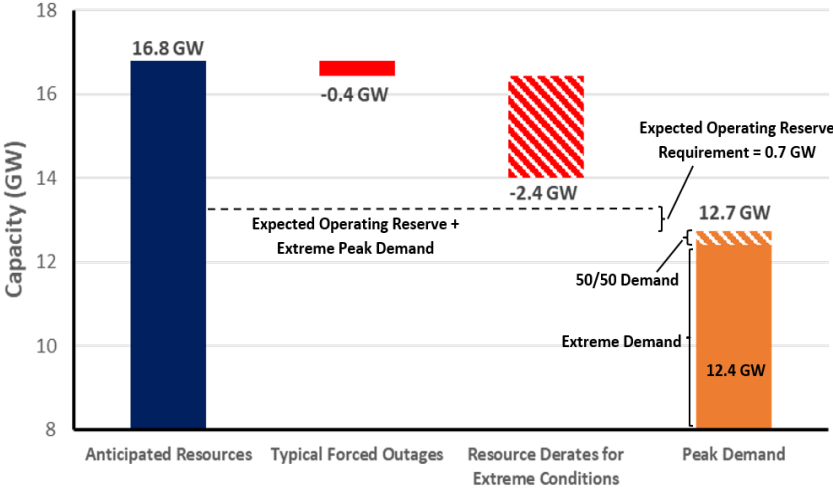 18
16
14
12
10
8
Capacity (GW)
16.8 GW
-0.4 GW
-2.4 GW
Expected Operating Reserve
Requirement = 0.7 GW
12.7 GW
Expected Operating Reserve +
Extreme Peak Demand
50/50 Demand
Extreme Demand
12.4 GW
Anticipated Resources
Typical Forced Outages
Resource Derates for
Extreme Conditions
Peak Demand